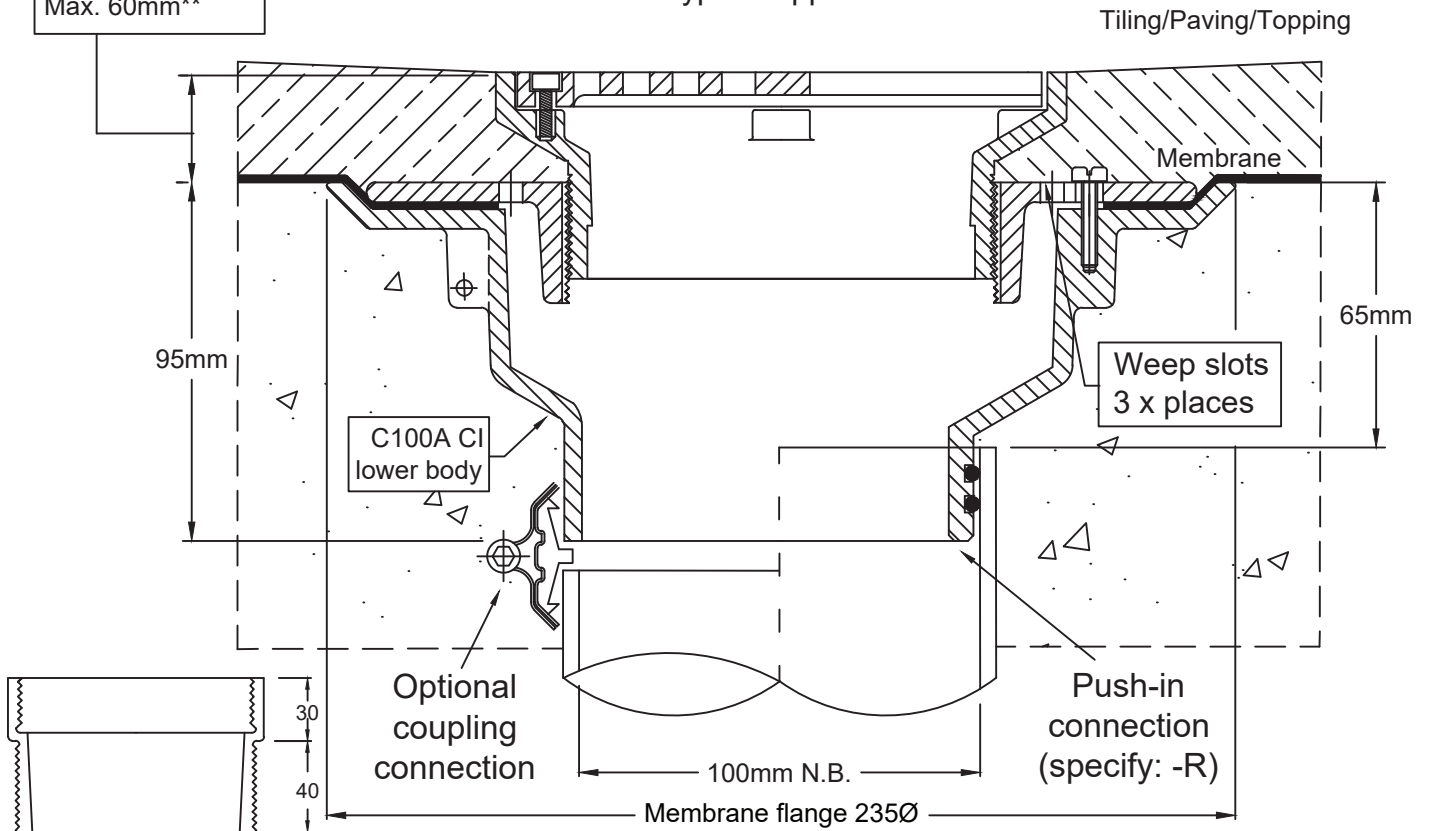 Max. 60mm**
Tiling/Paving/Topping
Membrane
95mm
65mm
Weep slots
3 x places
C100A CI
lower body
Optional
coupling
connection
Push-in
connection
(specify: -R)
30
40
100mm N.B.
Membrane flange 235Ø